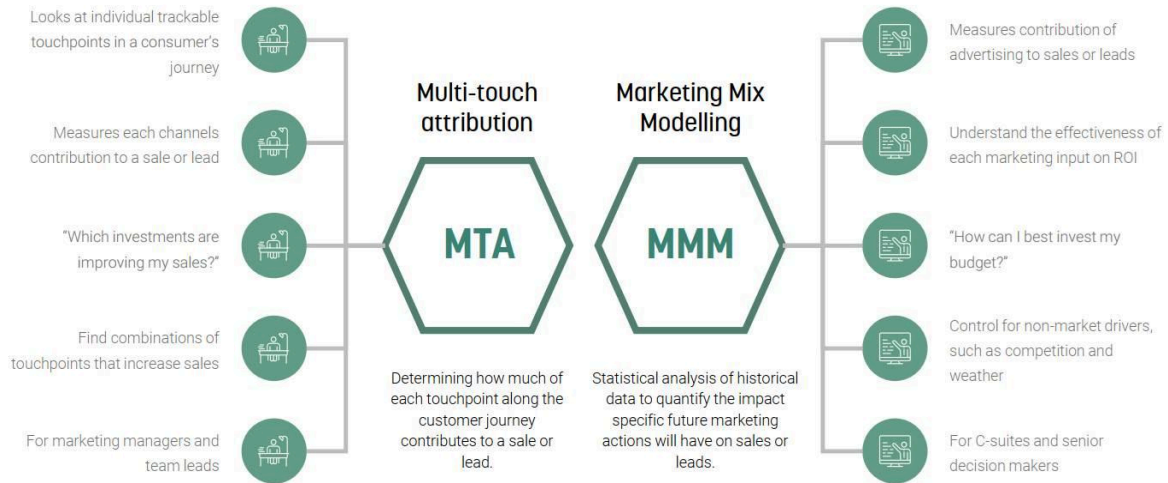 Looks at individual trackable
touchpoints in a consumer's
journey
Measures each channels
contribution to a sale or lead
"Which investments are
improving my sales?"
Find combinations
of touchpoints that increase sales
For marketing managers and
team leads
Multi-touch
attribution
MTA
Determining how much of
each touchpoint along the
customer journey
contributes to a sale or
lead.
Marketing Mix
Modelling
MMM
Statistical analysis of historical
data to quantify the impact
specific future marketing
actions will have on sales or
leads.
Measures contribution of
advertising to sales or leads
Understand the effectiveness of
each marketing input on ROI
"How can I best invest my
budget?"
Control for non-market drivers,
such as competition and
weather
For C-suites and senior
decision makers